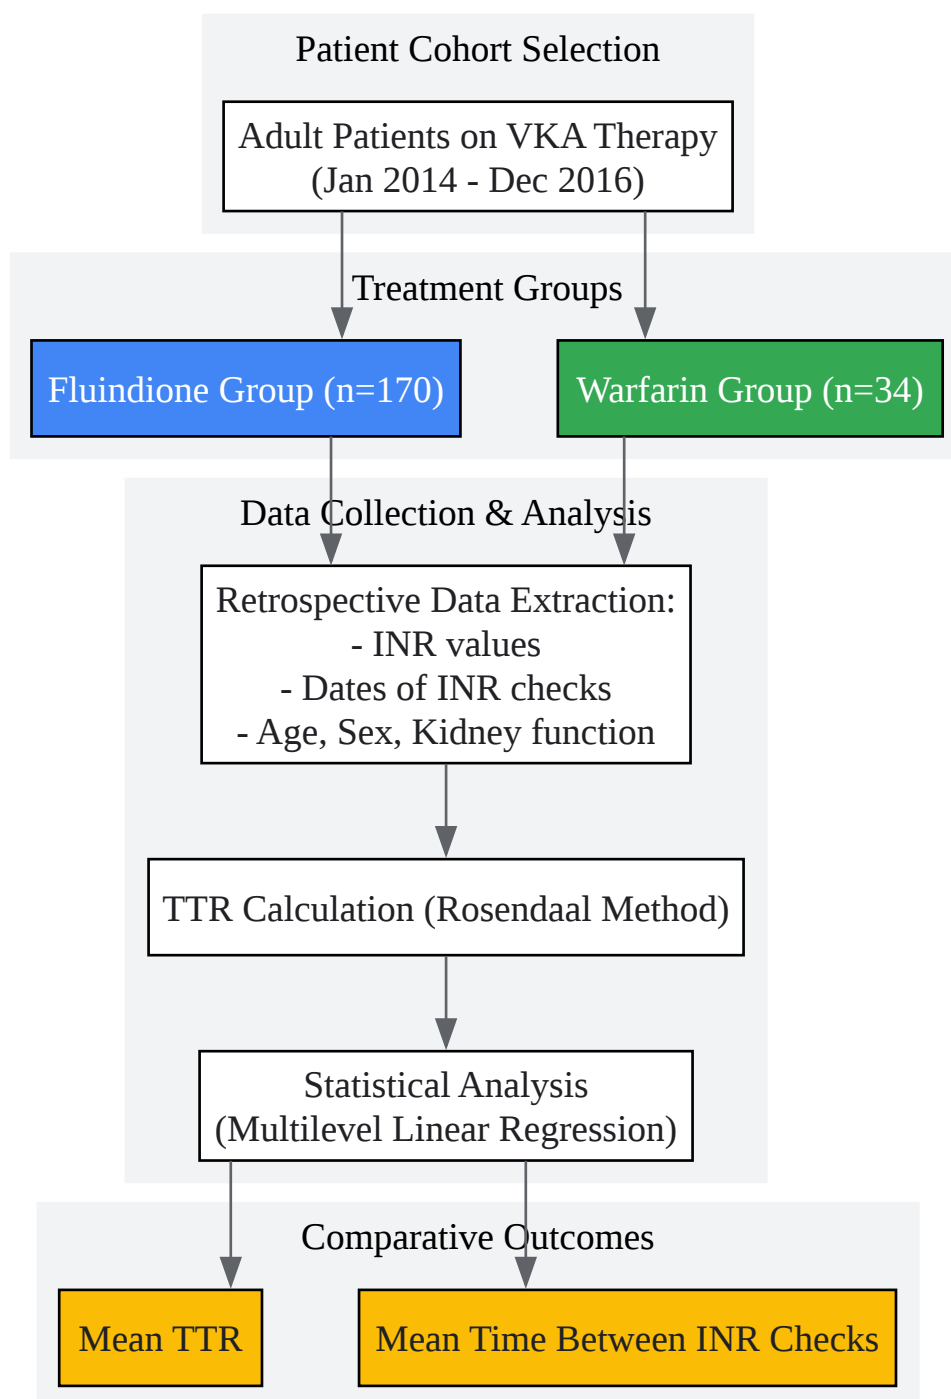 Patient Cohort Selection
Adult Patients on VKA Therapy
(Jan 2014 - Dec 2016)
Treatment Groups
Fluindione Group (n=170)
Warfarin Group (n=34)
Data Collection & Analysis
Retrospective Data Extraction:
- INR values
- Dates of INR checks
- Age, Sex, Kidney function
TTR Calculation (Rosendaal Method)
Statistical Analysis
(Multilevel Linear Regression)
Comparative Outcomes
Mean TTR
Mean Time Between INR Checks